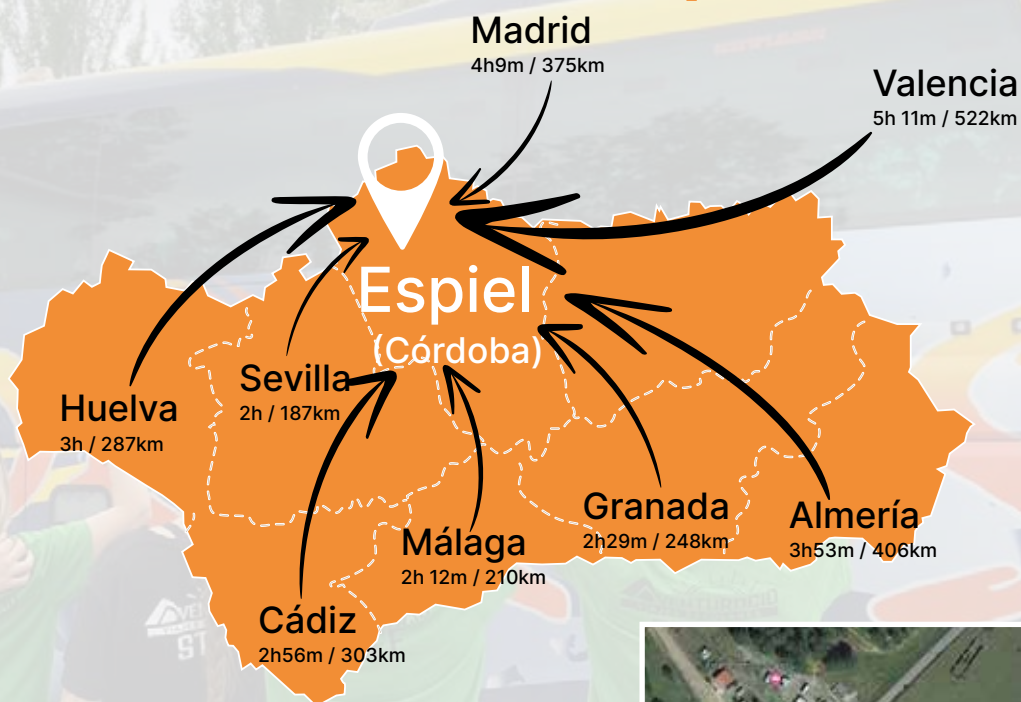 Madrid
4h9m / 375km
Valencia
5h 11m / 522km
Espiel
(Córdoba)
Sevilla
2h / 187km
Huelva
3h / 287km
Granada
2h29m / 248km
Almería
3h53m / 406km
Málaga
2h 12m / 210km
Cádiz
2h56m / 303km